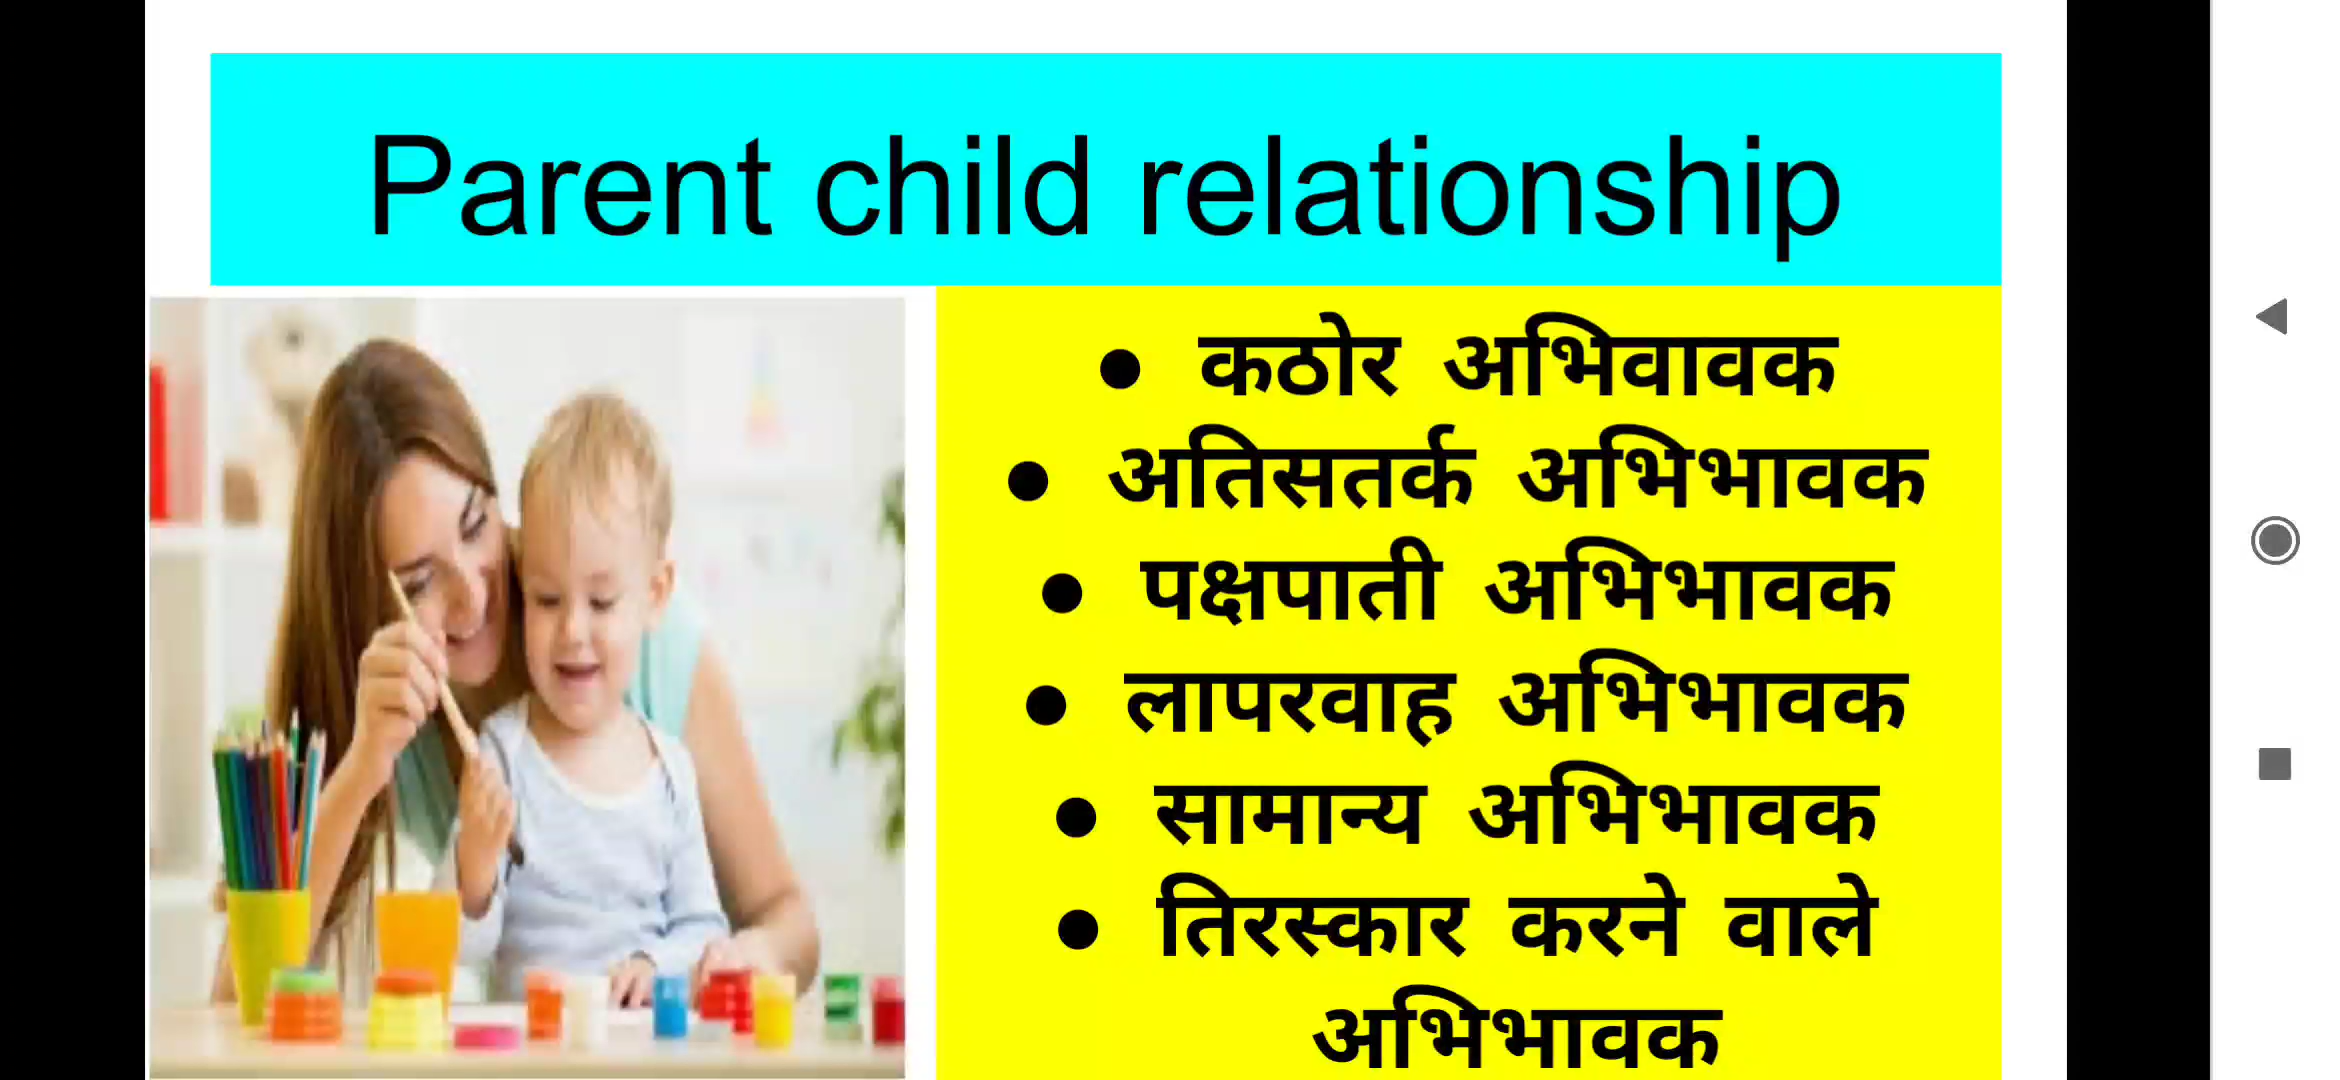 Parent child relationship
● कठोर अभिवावक
● अतिसतर्क अभिभावक
● पक्षपाती अभिभावक
● लापरवाह अभिभावक
● सामान्य अभिभावक
● तिरस्कार करने वाले
अभिभावक